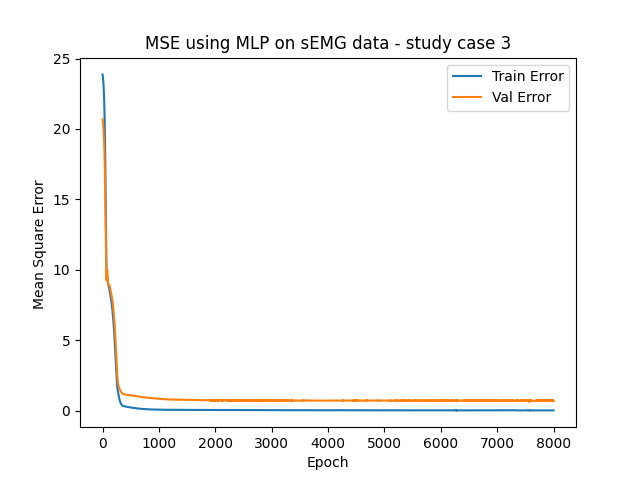 MSE using MLP on sEMG data - study case 3
Train Error
Val Error
Mean Square Error
25
20
15
10
5
0
0 1000 2000 3000 4000 5000 6000 7000 8000
Epoch